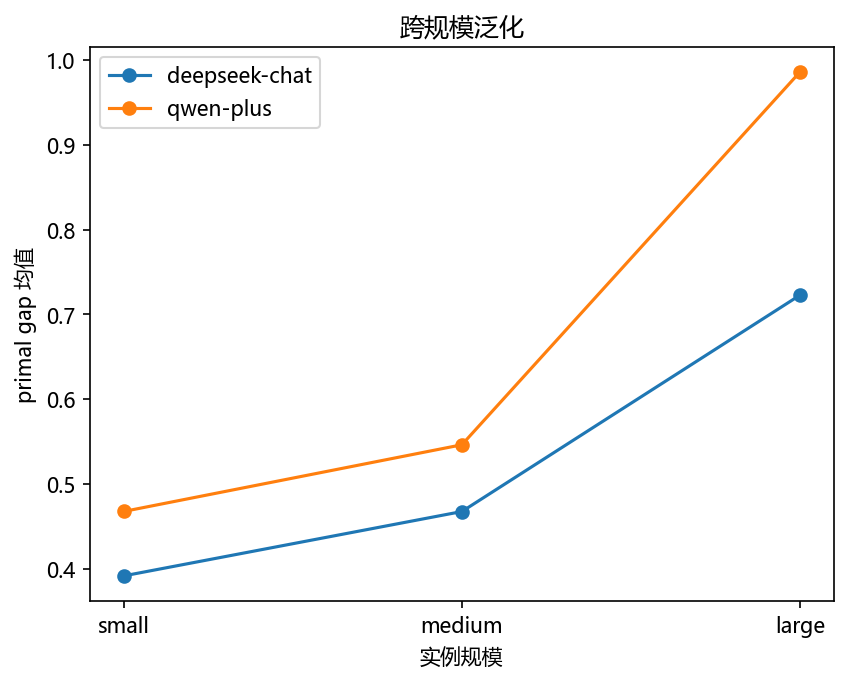 跨规模泛化
deepseek-chat
qwen-plus
primal gap 均值
1.0
0.9
0.8
0.7
0.6
0.5
0.4
small medium large
实例规模